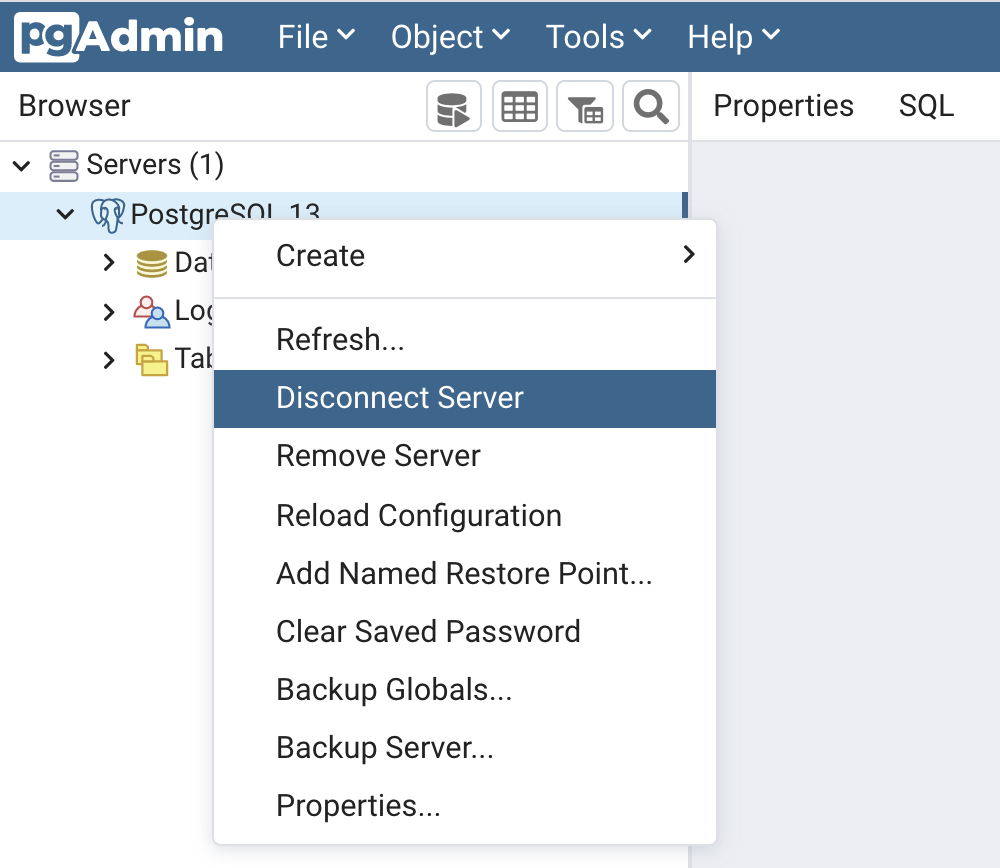 pgAdmin
File Object Tools Help
Browser
Properties SQL
Servers (1)
PostgreSQL 13
Create
Refresh...
Disconnect Server
Remove Server
Reload Configuration
Add Named Restore Point...
Clear Saved Password
Backup Globals...
Backup Server...
Properties...